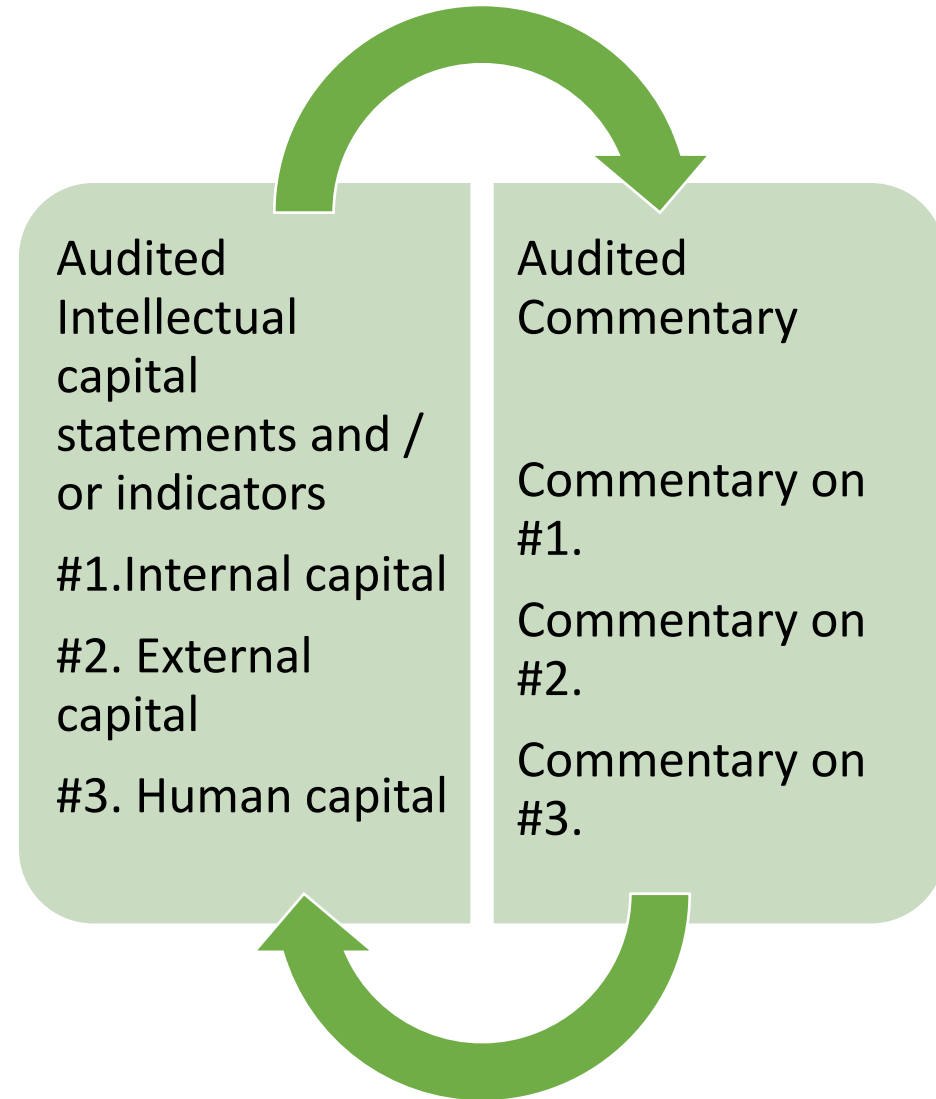 Audited
Intellectual
capital
statements and /
or indicators
#1.Internal capital
#2. External
capital
#3. Human capital
Audited
Commentary
Commentary on
#1.
Commentary on
#2.
Commentary on
#3.